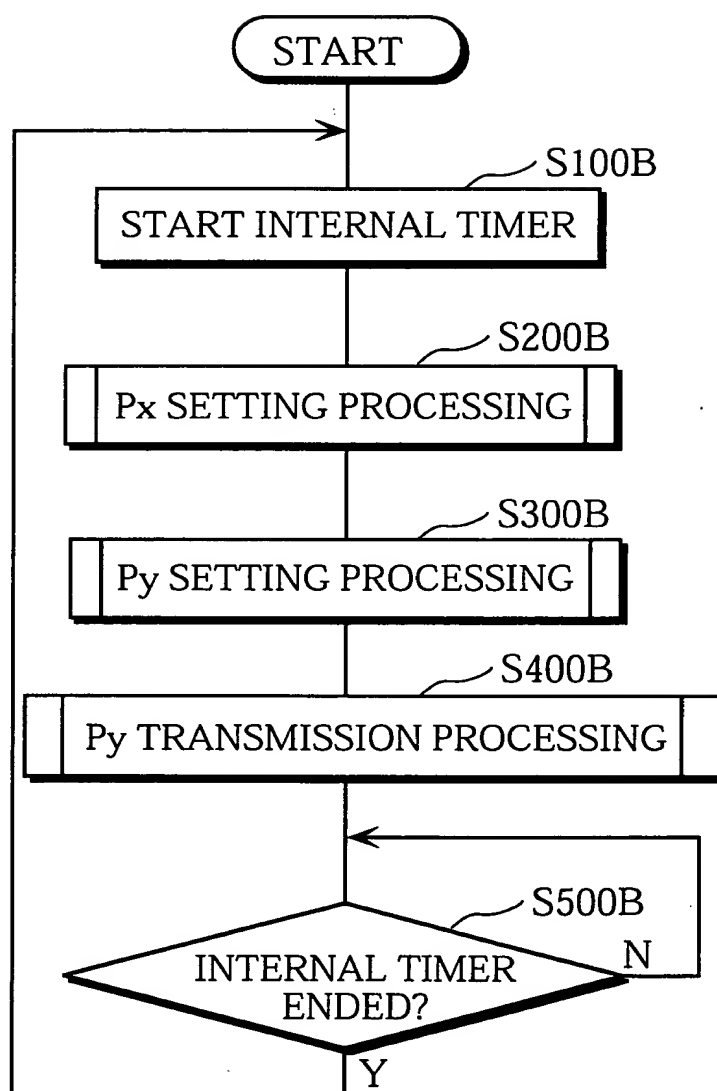 START
S100B
START INTERNAL TIMER
S200B
Px SETTING PROCESSING
S300B
Py SETTING PROCESSING
S400B
Py TRANSMISSION PROCESSING
S500B
INTERNAL TIMER
ENDED?
N
Y